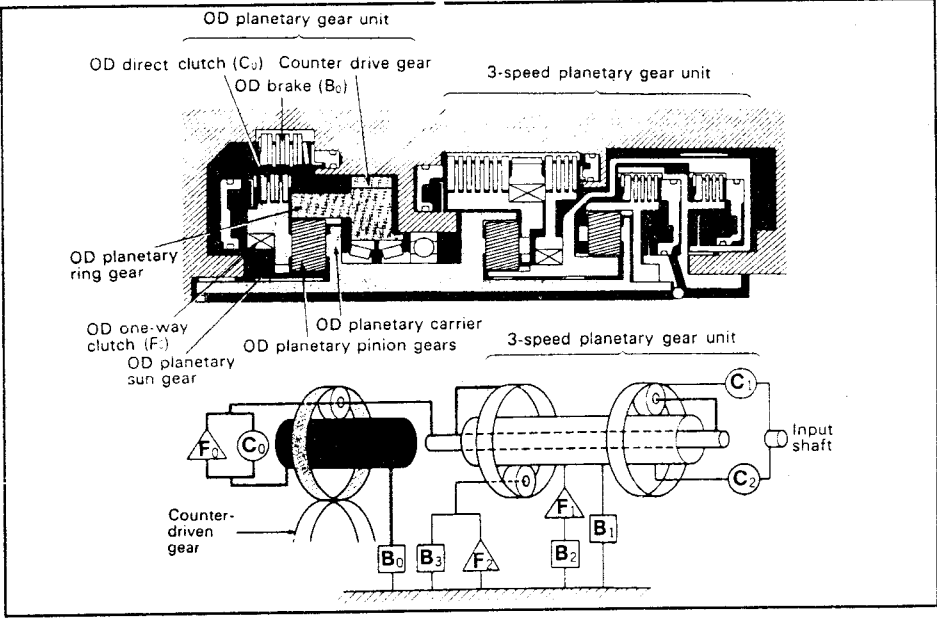 OD planetary gear unit
OD direct clutch (C₀) Counter drive gear
OD brake (B₀)
3-speed planetary gear unit
OD planetary
ring gear
OD one-way
clutch (F₀)
OD planetary
sun gear
OD planetary carrier
OD planetary pinion gears
3-speed planetary gear unit
C₁
Input
shaft
F₀
C₀
C₂
Counter-
driven
gear
F₁
B₁
B₀
B₃
F₂
B₂